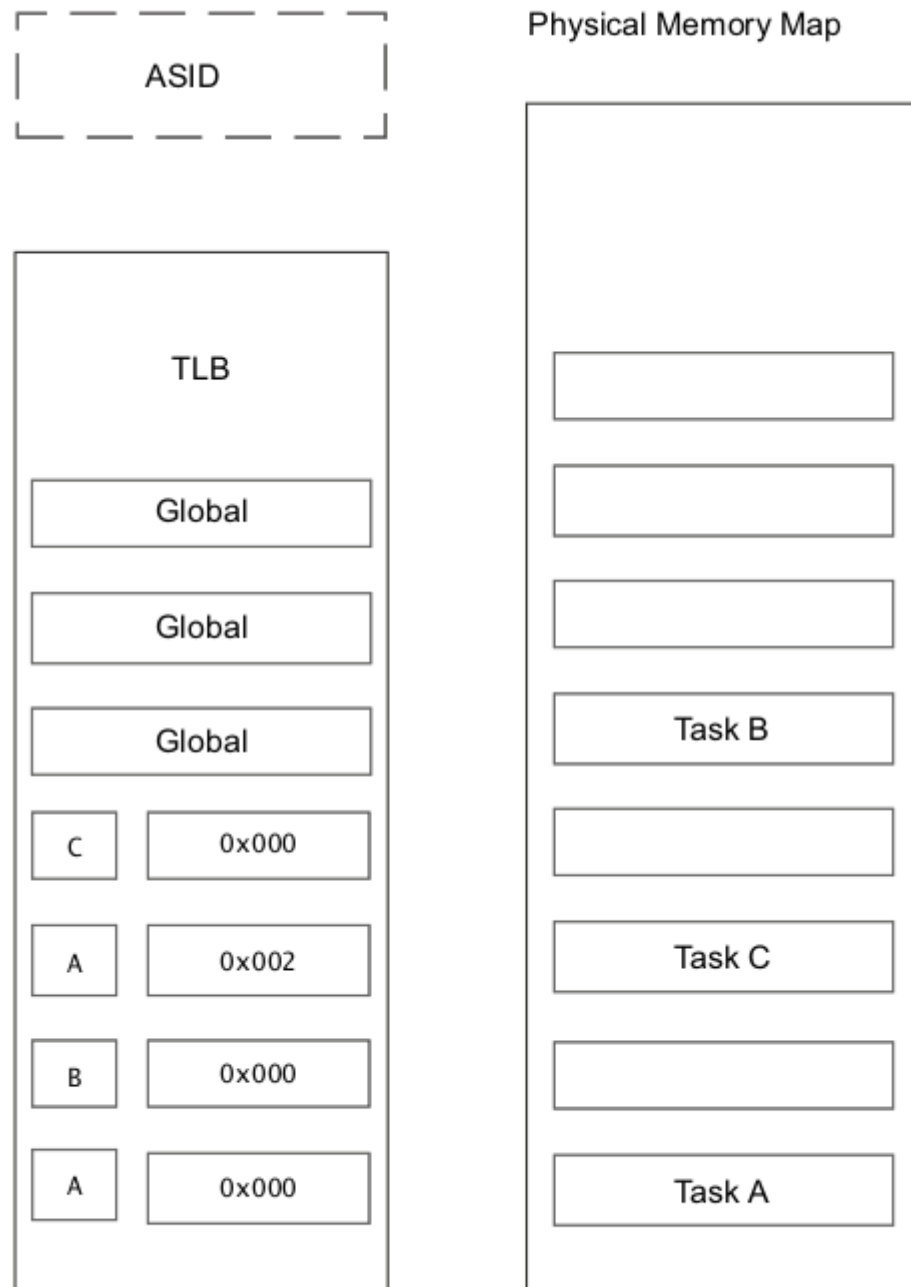 ASID
TLB
Global
Global
Global
C 0x000
A 0x002
B 0x000
A 0x000
Physical Memory Map
Task B
Task C
Task A